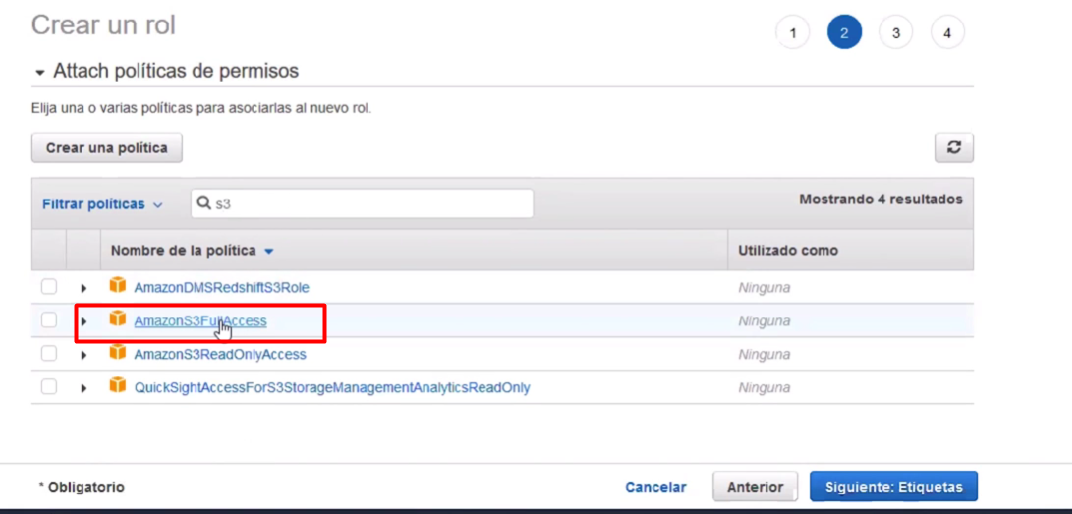 Crear un rol
1 2 3 4
Attach políticas de permisos
Elija una o varias políticas para asociarlas al nuevo rol.
Crear una política
Filtrar políticas s3 Mostrando 4 resultados
Nombre de la política Utilizado como
AmazonDMSRedshiftS3Role Ninguna
AmazonS3FullAccess Ninguna
AmazonS3ReadOnlyAccess Ninguna
QuickSightAccessForS3StorageManagementAnalyticsReadOnly Ninguna
* Obligatorio Cancelar Anterior Siguiente: Etiquetas